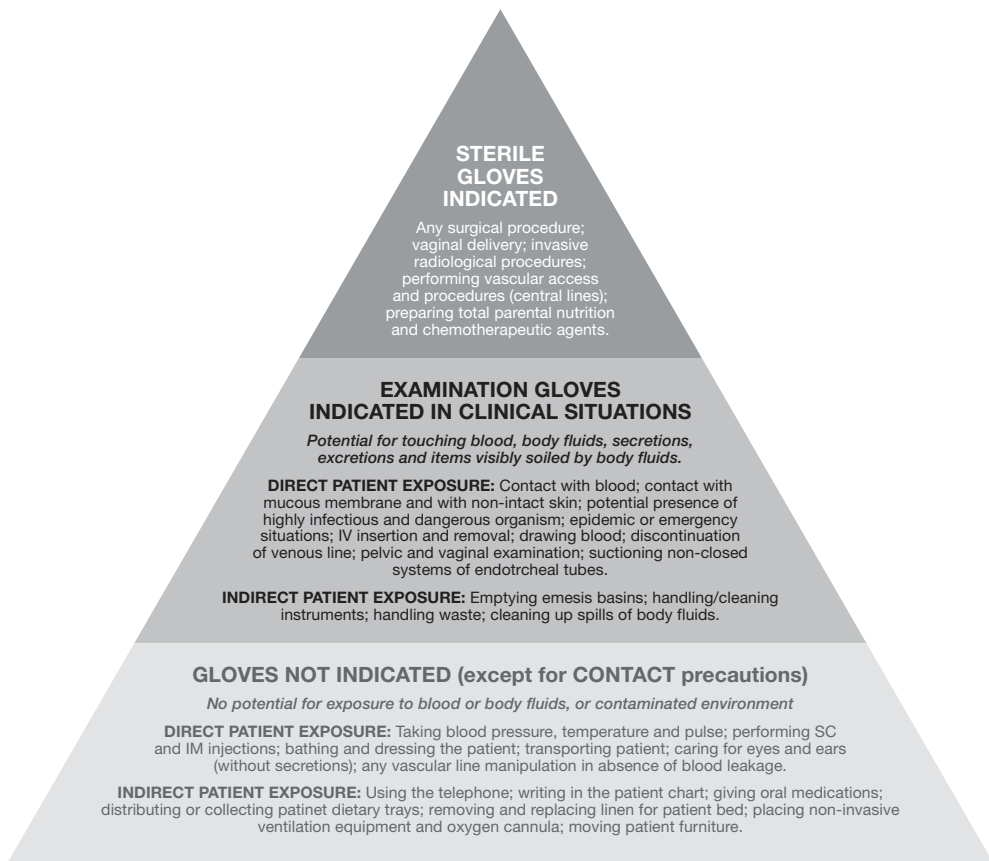 STERILE
GLOVES
INDICATED
Any surgical procedure;
vaginal delivery; invasive
radiological procedures;
performing vascular access
and procedures (central lines);
preparing total parental nutrition
and chemotherapeutic agents.
EXAMINATION GLOVES
INDICATED IN CLINICAL SITUATIONS
Potential for touching blood, body fluids, secretions,
excretions and items visibly soiled by body fluids.
DIRECT PATIENT EXPOSURE: Contact with blood; contact with
mucous membrane and with non-intact skin; potential presence of
highly infectious and dangerous organism; epidemic or emergency
situations; IV insertion and removal; drawing blood; discontinuation
of venous line; pelvic and vaginal examination; suctioning non-closed
systems of endotrcheal tubes.
INDIRECT PATIENT EXPOSURE: Emptying emesis basins; handling/cleaning
instruments; handling waste; cleaning up spills of body fluids.
GLOVES NOT INDICATED (except for CONTACT precautions)
No potential for exposure to blood or body fluids, or contaminated environment
DIRECT PATIENT EXPOSURE: Taking blood pressure, temperature and pulse; performing SC
and IM injections; bathing and dressing the patient; transporting patient; caring for eyes and ears
(without secretions); any vascular line manipulation in absence of blood leakage.
INDIRECT PATIENT EXPOSURE: Using the telephone; writing in the patient chart; giving oral medications;
distributing or collecting patinet dietary trays; removing and replacing linen for patient bed; placing non-invasive
ventilation equipment and oxygen cannula; moving patient furniture.